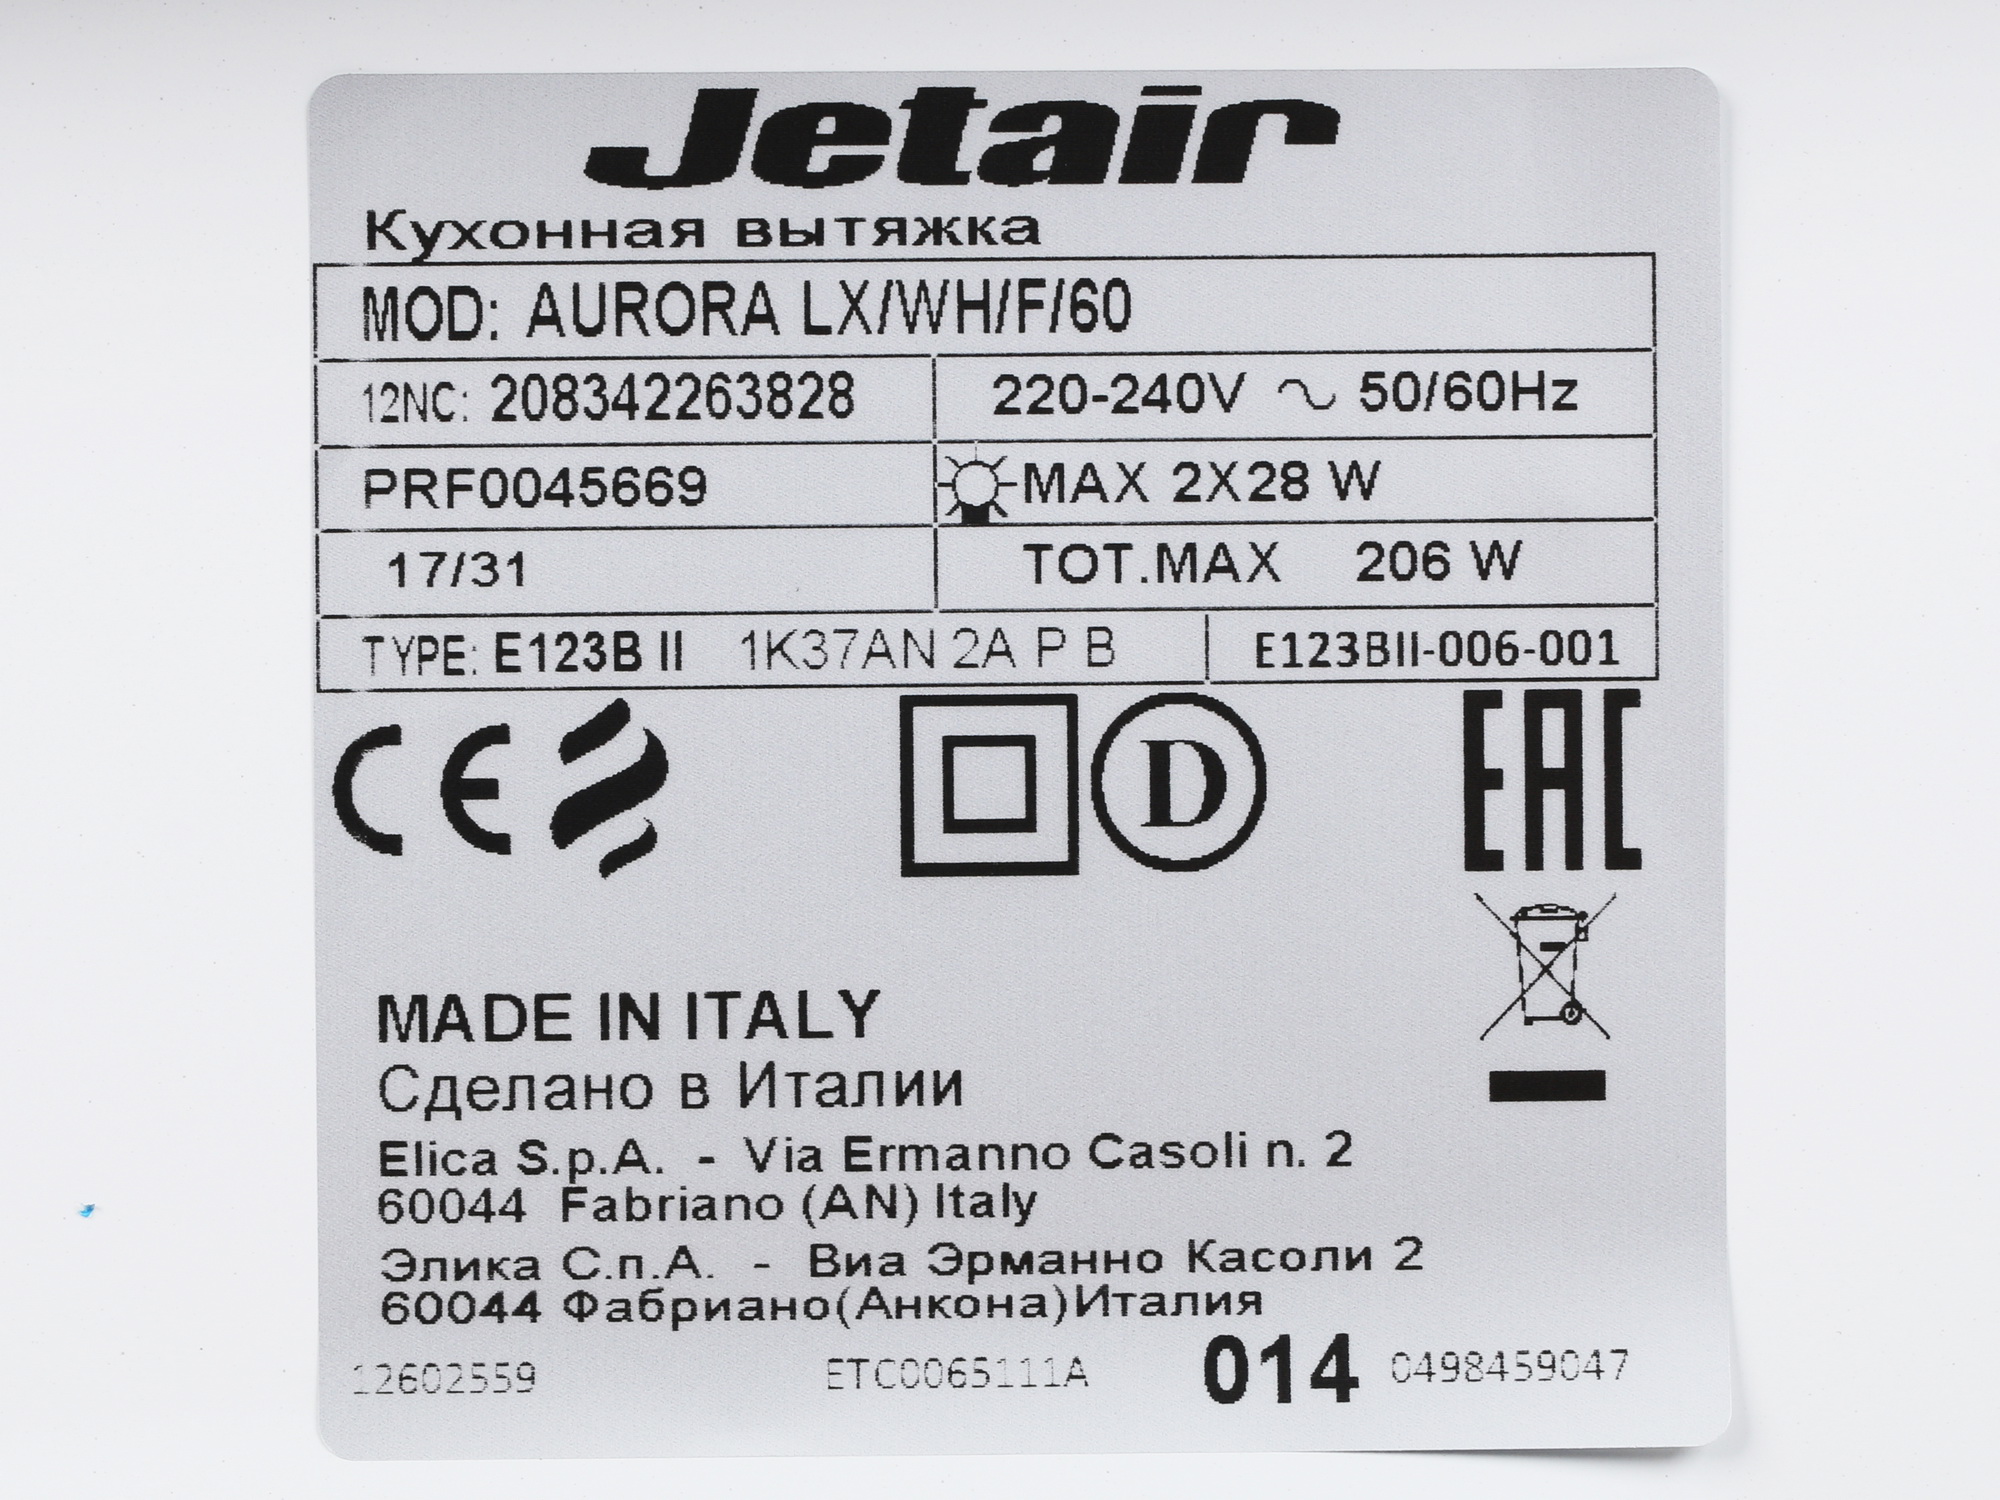 Jetair
Кухонная вытяжка
MOD: AURORA LX/WH/F/60
12NC: 208342263828 220-240V ~ 50/60Hz
PRF0045669 MAX 2X28 W
17/31 TOT.MAX 206 W
TYPE: E123B II 1K37AN 2A P B E123BII-006-001
CE D EAC
MADE IN ITALY
Сделано в Италии
Elica S.p.A. - Via Ermanno Casoli n. 2
60044 Fabriano (AN) Italy
Элика С.п.А. - Виа Эрманно Касоли 2
60044 Фабриано(Анкона)Италия
12602559 ETC0065111A 014 0498459047